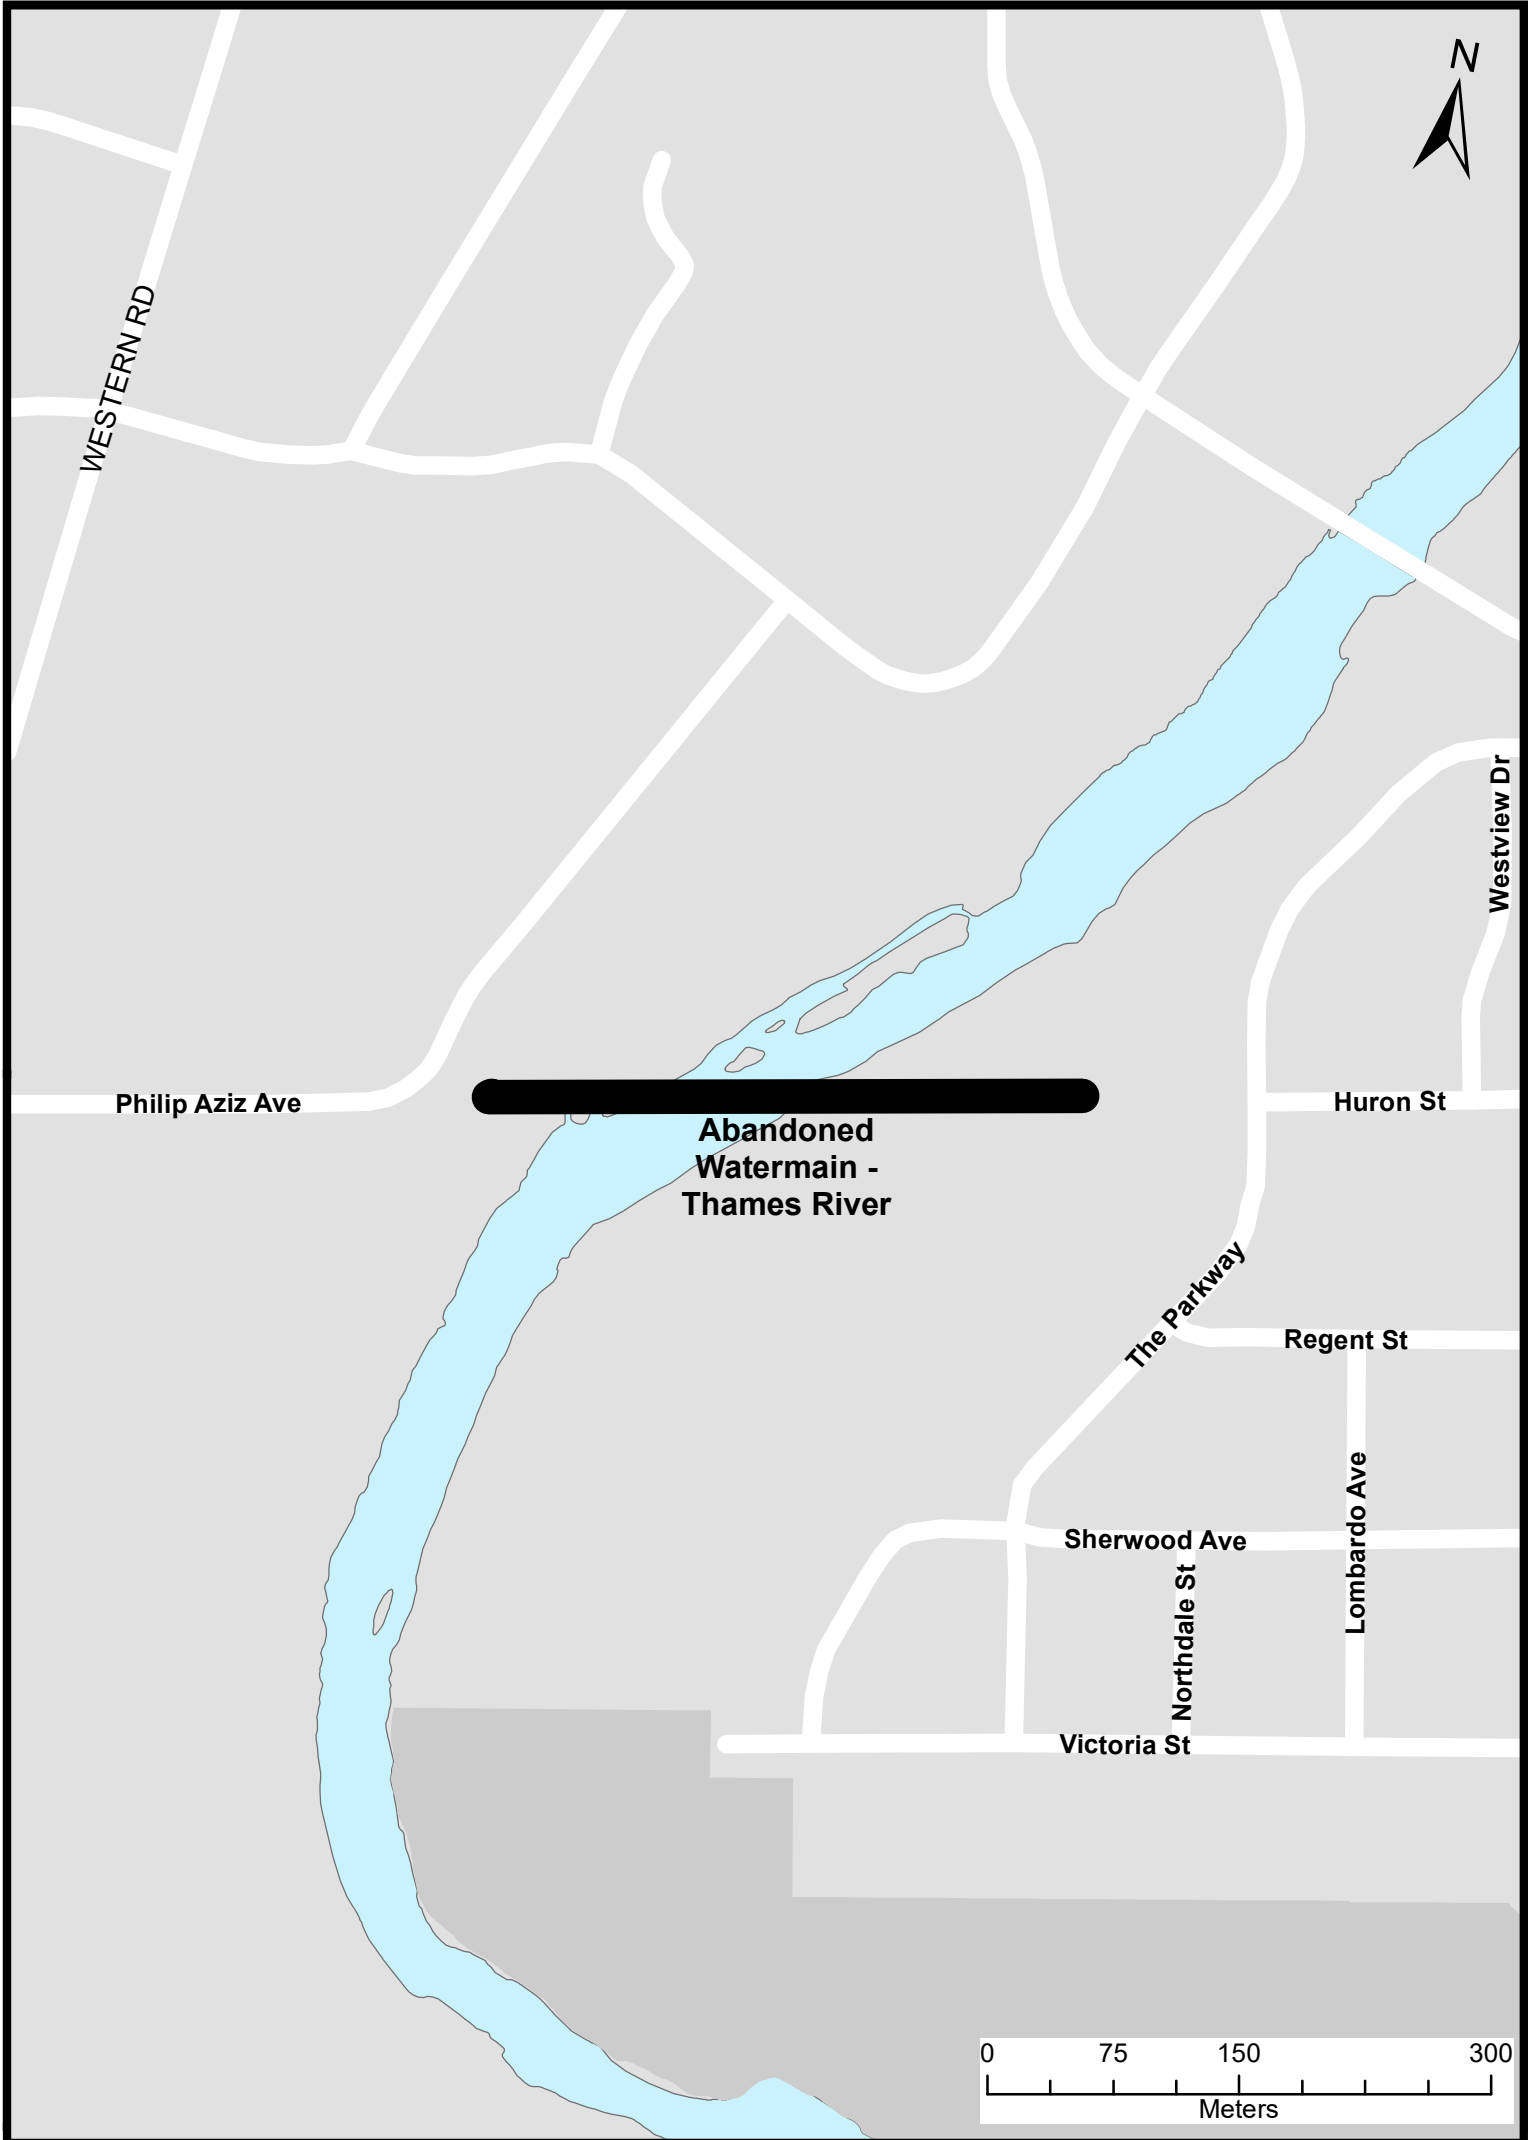 N
WESTERN RD
Westview Dr
Philip Aziz Ave
Huron St
Abandoned
Watermain -
Thames River
The Parkway
Regent St
Lombardo Ave
Sherwood Ave
Northdale St
Victoria St
0 75 150 300
Meters